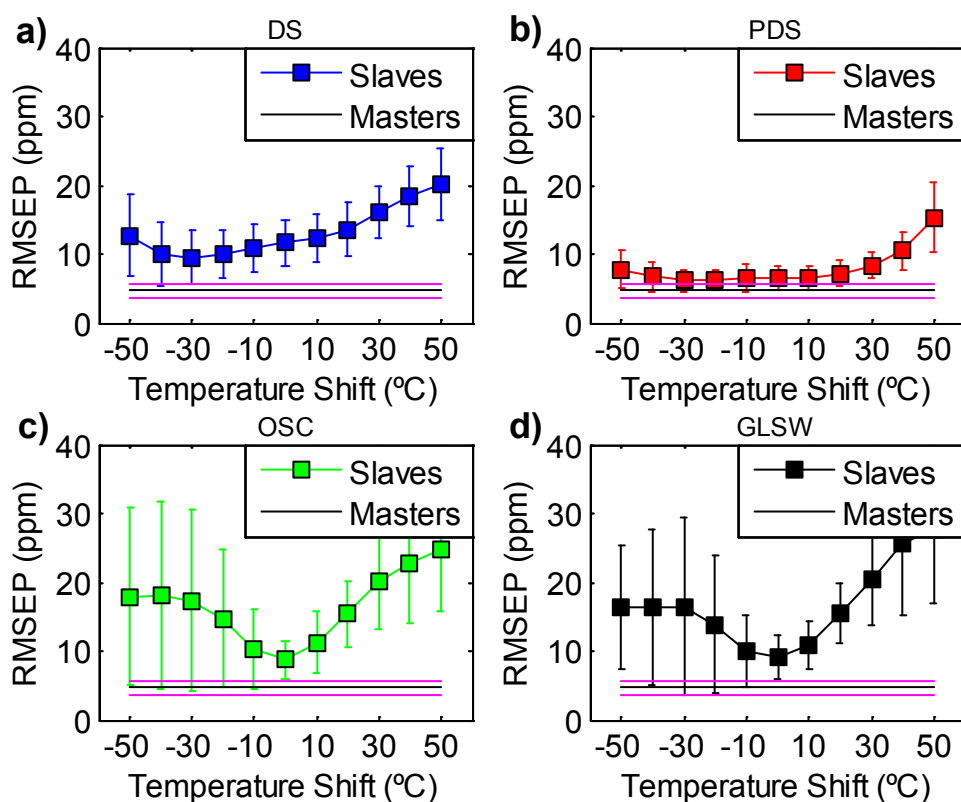 a) DS
40
30
20
10
0
RMSEP (ppm)
Slaves
Masters
-50 -30 -10 10 30 50
Temperature Shift (ºC)
b) PDS
40
30
20
10
0
RMSEP (ppm)
Slaves
Masters
-50 -30 -10 10 30 50
Temperature Shift (ºC)
c) OSC
40
30
20
10
0
RMSEP (ppm)
Slaves
Masters
-50 -30 -10 10 30 50
Temperature Shift (ºC)
d) GLSW
40
30
20
10
0
RMSEP (ppm)
Slaves
Masters
-50 -30 -10 10 30 50
Temperature Shift (ºC)